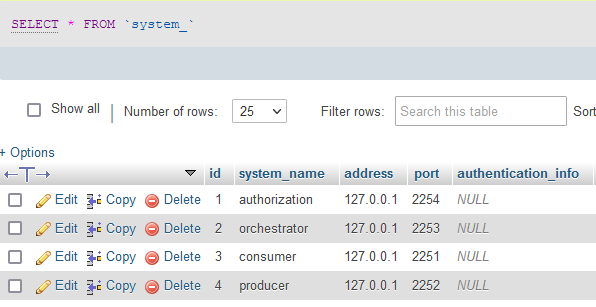 SELECT * FROM `system_`
Show all | Number of rows: 25 Filter rows: Search this table Sort
+ Options
←T→ id system_name address port authentication_info
Edit Copy Delete 1 authorization 127.0.0.1 2254 NULL
Edit Copy Delete 2 orchestrator 127.0.0.1 2253 NULL
Edit Copy Delete 3 consumer 127.0.0.1 2251 NULL
Edit Copy Delete 4 producer 127.0.0.1 2252 NULL